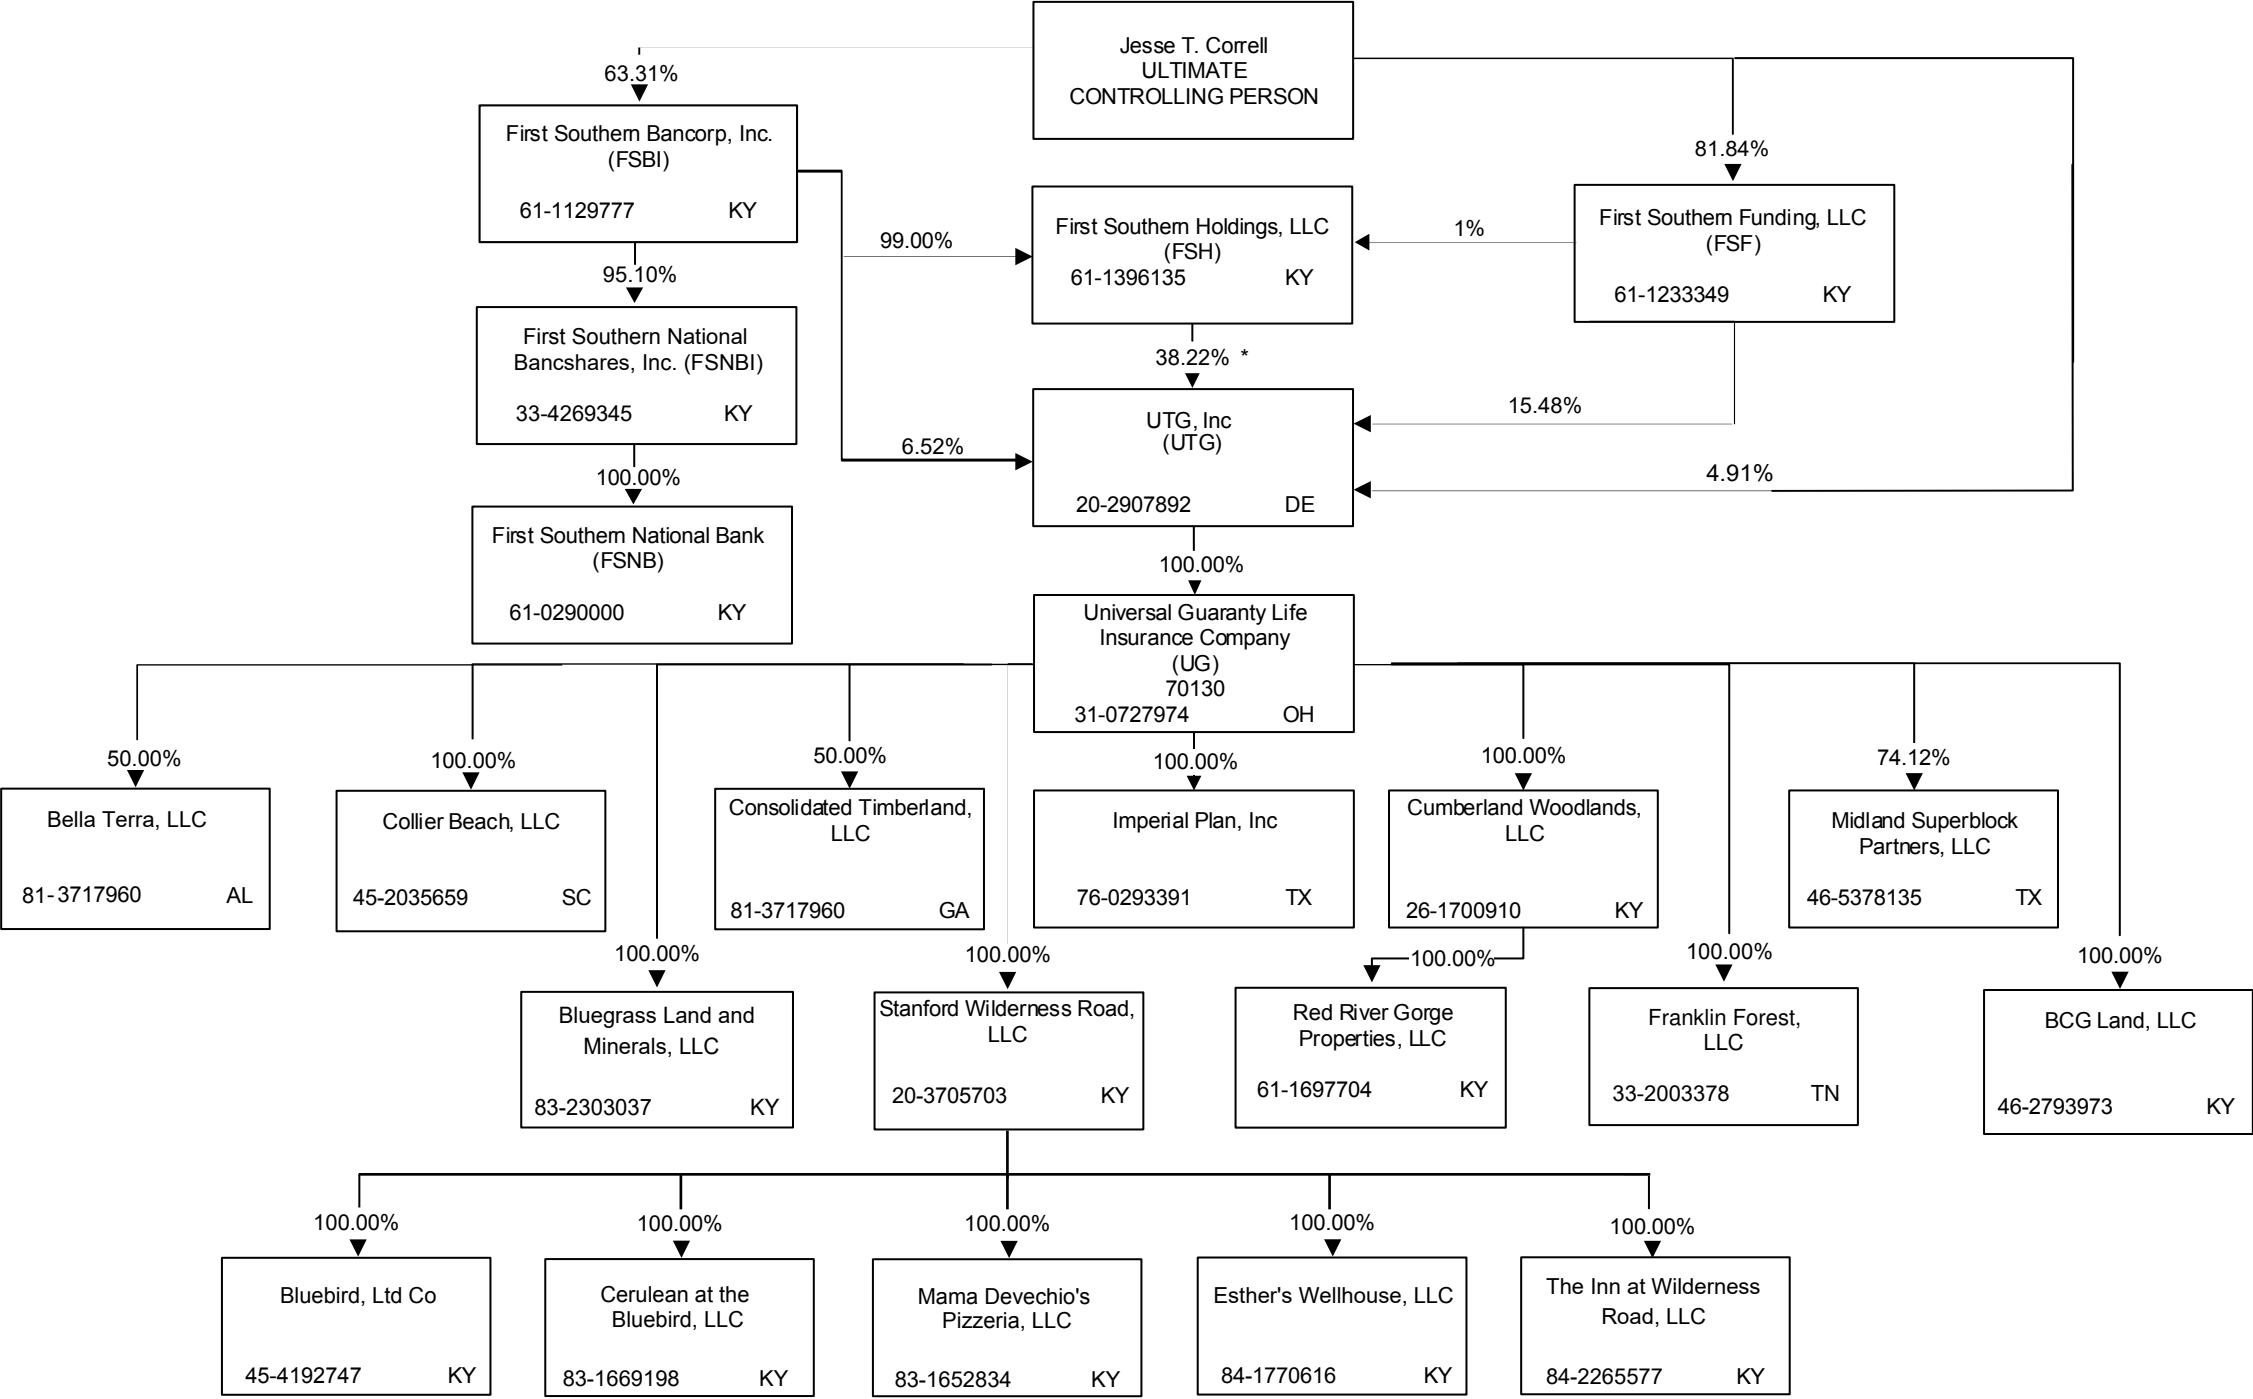 Jesse T. Correll
ULTIMATE
CONTROLLING PERSON
63.31%
81.84%
First Southern Bancorp, Inc.
(FSBI)
61-1129777 KY
First Southern Holdings, LLC
(FSH)
61-1396135 KY
First Southern Funding, LLC
(FSF)
61-1233349 KY
99.00%
1%
95.10%
38.22% *
First Southern National
Bancshares, Inc. (FSNBI)
33-4269345 KY
UTG, Inc
(UTG)
20-2907892 DE
15.48%
6.52%
4.91%
100.00%
First Southern National Bank
(FSNB)
61-0290000 KY
100.00%
Universal Guaranty Life
Insurance Company
(UG)
70130
31-0727974 OH
50.00%
100.00%
50.00%
100.00%
100.00%
74.12%
Bella Terra, LLC
81-3717960 AL
Collier Beach, LLC
45-2035659 SC
Consolidated Timberland,
LLC
81-3717960 GA
Imperial Plan, Inc
76-0293391 TX
Cumberland Woodlands,
LLC
26-1700910 KY
Midland Superblock
Partners, LLC
46-5378135 TX
100.00%
100.00%
100.00%
100.00%
100.00%
Bluegrass Land and
Minerals, LLC
83-2303037 KY
Stanford Wilderness Road,
LLC
20-3705703 KY
Red River Gorge
Properties, LLC
61-1697704 KY
Franklin Forest,
LLC
33-2003378 TN
BCG Land, LLC
46-2793973 KY
100.00%
100.00%
100.00%
100.00%
100.00%
Bluebird, Ltd Co
45-4192747 KY
Cerulean at the
Bluebird, LLC
83-1669198 KY
Mama Devechio's
Pizzeria, LLC
83-1652834 KY
Esther's Wellhouse, LLC
84-1770616 KY
The Inn at Wilderness
Road, LLC
84-2265577 KY